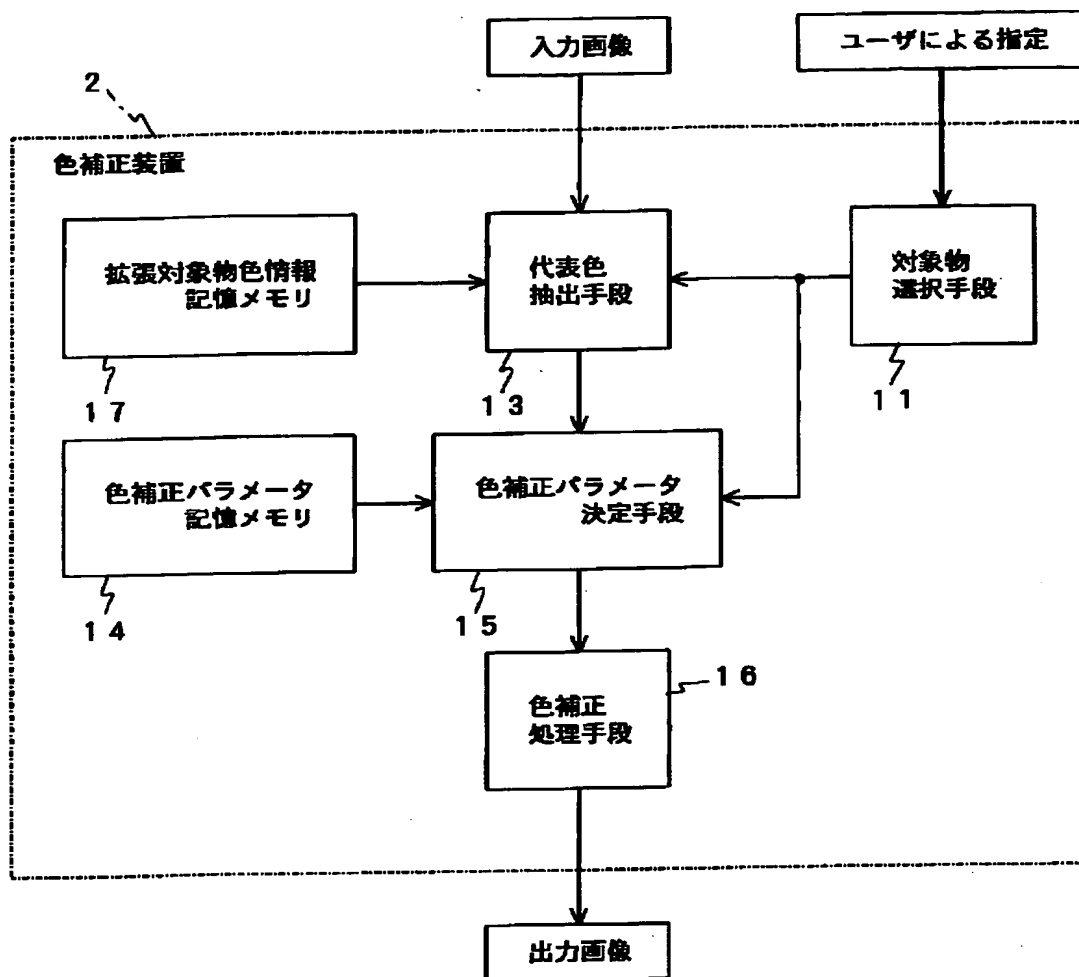 入力画像
ユーザによる指定
2
色補正装置
拡張対象物色情報
記憶メモリ
代表色
抽出手段
対象物
選択手段
17
13
11
色補正パラメータ
記憶メモリ
色補正パラメータ
決定手段
14
15
色補正
処理手段
16
出力画像